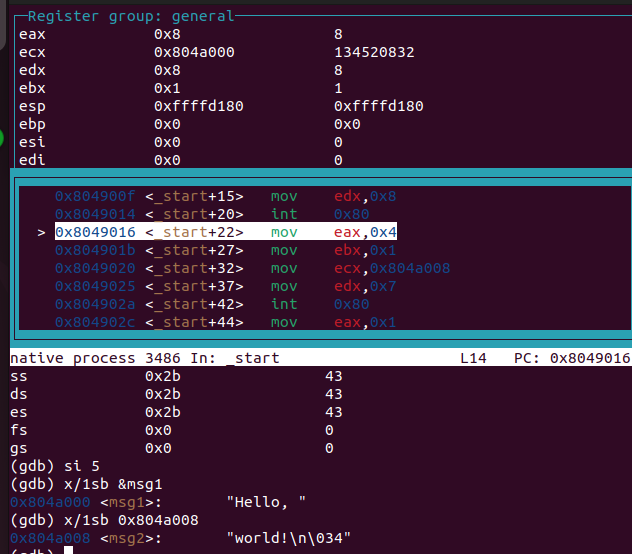 Register group: general
eax 0x8 8
ecx 0x804a000 134520832
edx 0x8 8
ebx 0x1 1
esp 0xffffd180 0xffffd180
ebp 0x0 0x0
esi 0x0 0
edi 0x0 0
0x804900f <_start+15> mov edx,0x8
0x8049014 <_start+20> int 0x80
> 0x8049016 <_start+22> mov eax,0x4
0x804901b <_start+27> mov ebx,0x1
0x8049020 <_start+32> mov ecx,0x804a008
0x8049025 <_start+37> mov edx,0x7
0x804902a <_start+42> int 0x80
0x804902c <_start+44> mov eax,0x1
native process 3486 In: _start L14 PC: 0x8049016
ss 0x2b 43
ds 0x2b 43
es 0x2b 43
fs 0x0 0
gs 0x0 0
(gdb) si 5
(gdb) x/1sb &msg1
0x804a000 <msg1>: "Hello, "
(gdb) x/1sb 0x804a008
0x804a008 <msg2>: "world!\n\034"
(gdb)